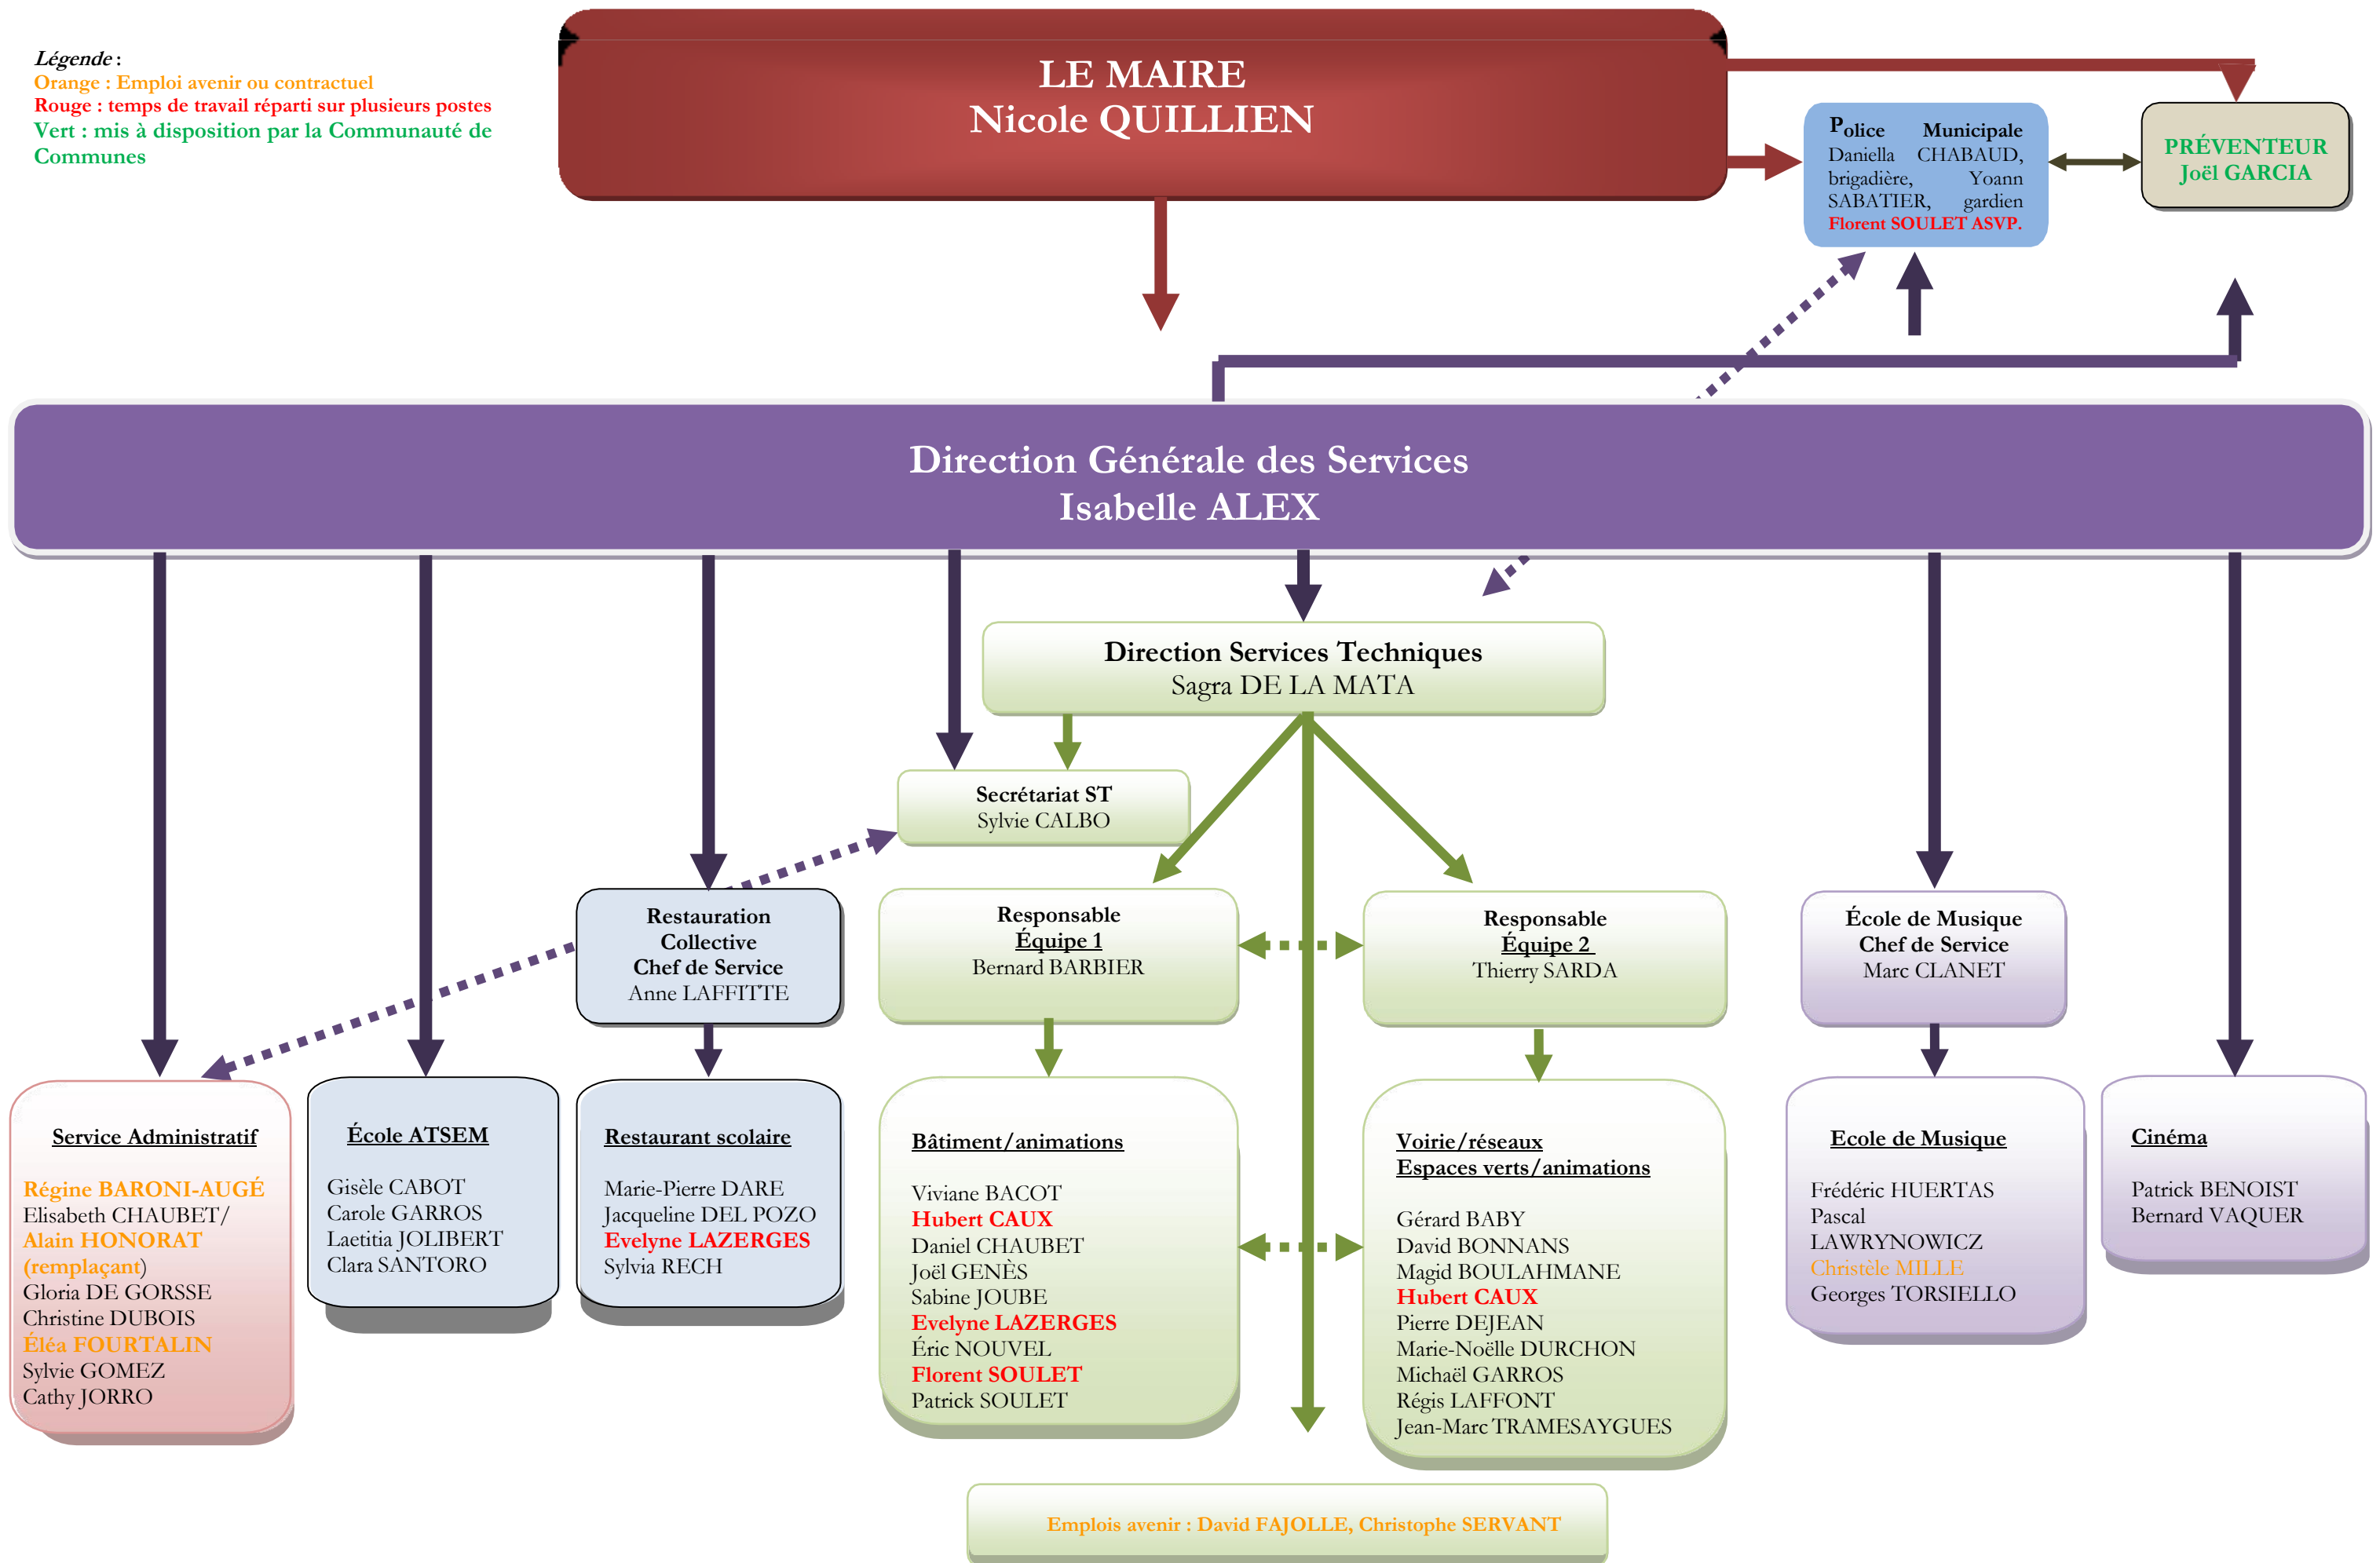 Légende :
Orange : Emploi avenir ou contractuel
Rouge : temps de travail réparti sur plusieurs postes
Vert : mis à disposition par la Communauté de
Communes
LE MAIRE
Nicole QUILLIEN
Police Municipale
Daniella CHABAUD,
brigadière, Yoann
SABATIER, gardien
Florent SOULET ASVP.
PRÉVENTEUR
Joël GARCIA
Direction Générale des Services
Isabelle ALEX
Direction Services Techniques
Sagra DE LA MATA
Secrétariat ST
Sylvie CALBO
Restauration
Collective
Chef de Service
Anne LAFFITTE
Responsable
Équipe 1
Bernard BARBIER
Responsable
Équipe 2
Thierry SARDA
École de Musique
Chef de Service
Marc CLANET
Service Administratif
Régine BARONI-AUGÉ
Elisabeth CHAUBET/
Alain HONORAT
(remplaçant)
Gloria DE GORSSE
Christine DUBOIS
Éléa FOURTALIN
Sylvie GOMEZ
Cathy JORRO
École ATSEM
Gisèle CABOT
Carole GARROS
Laetitia JOLIBERT
Clara SANTORO
Restaurant scolaire
Marie-Pierre DARE
Jacqueline DEL POZO
Evelyne LAZERGES
Sylvia RECH
Bâtiment/animations
Viviane BACOT
Hubert CAUX
Daniel CHAUBET
Joël GENÈS
Sabine JOUBE
Evelyne LAZERGES
Éric NOUVEL
Florent SOULET
Patrick SOULET
Voirie/réseaux
Espaces verts/animations
Gérard BABY
David BONNANS
Magid BOULAHMANE
Hubert CAUX
Pierre DEJEAN
Marie-Noëlle DURCHON
Michaël GARROS
Régis LAFFONT
Jean-Marc TRAMESAYGUES
Ecole de Musique
Frédéric HUERTAS
Pascal
LAWRYNOWICZ
Christèle MILLE
Georges TORSIELLO
Cinéma
Patrick BENOIST
Bernard VAQUER
Emplois avenir : David FAJOLLE, Christophe SERVANT